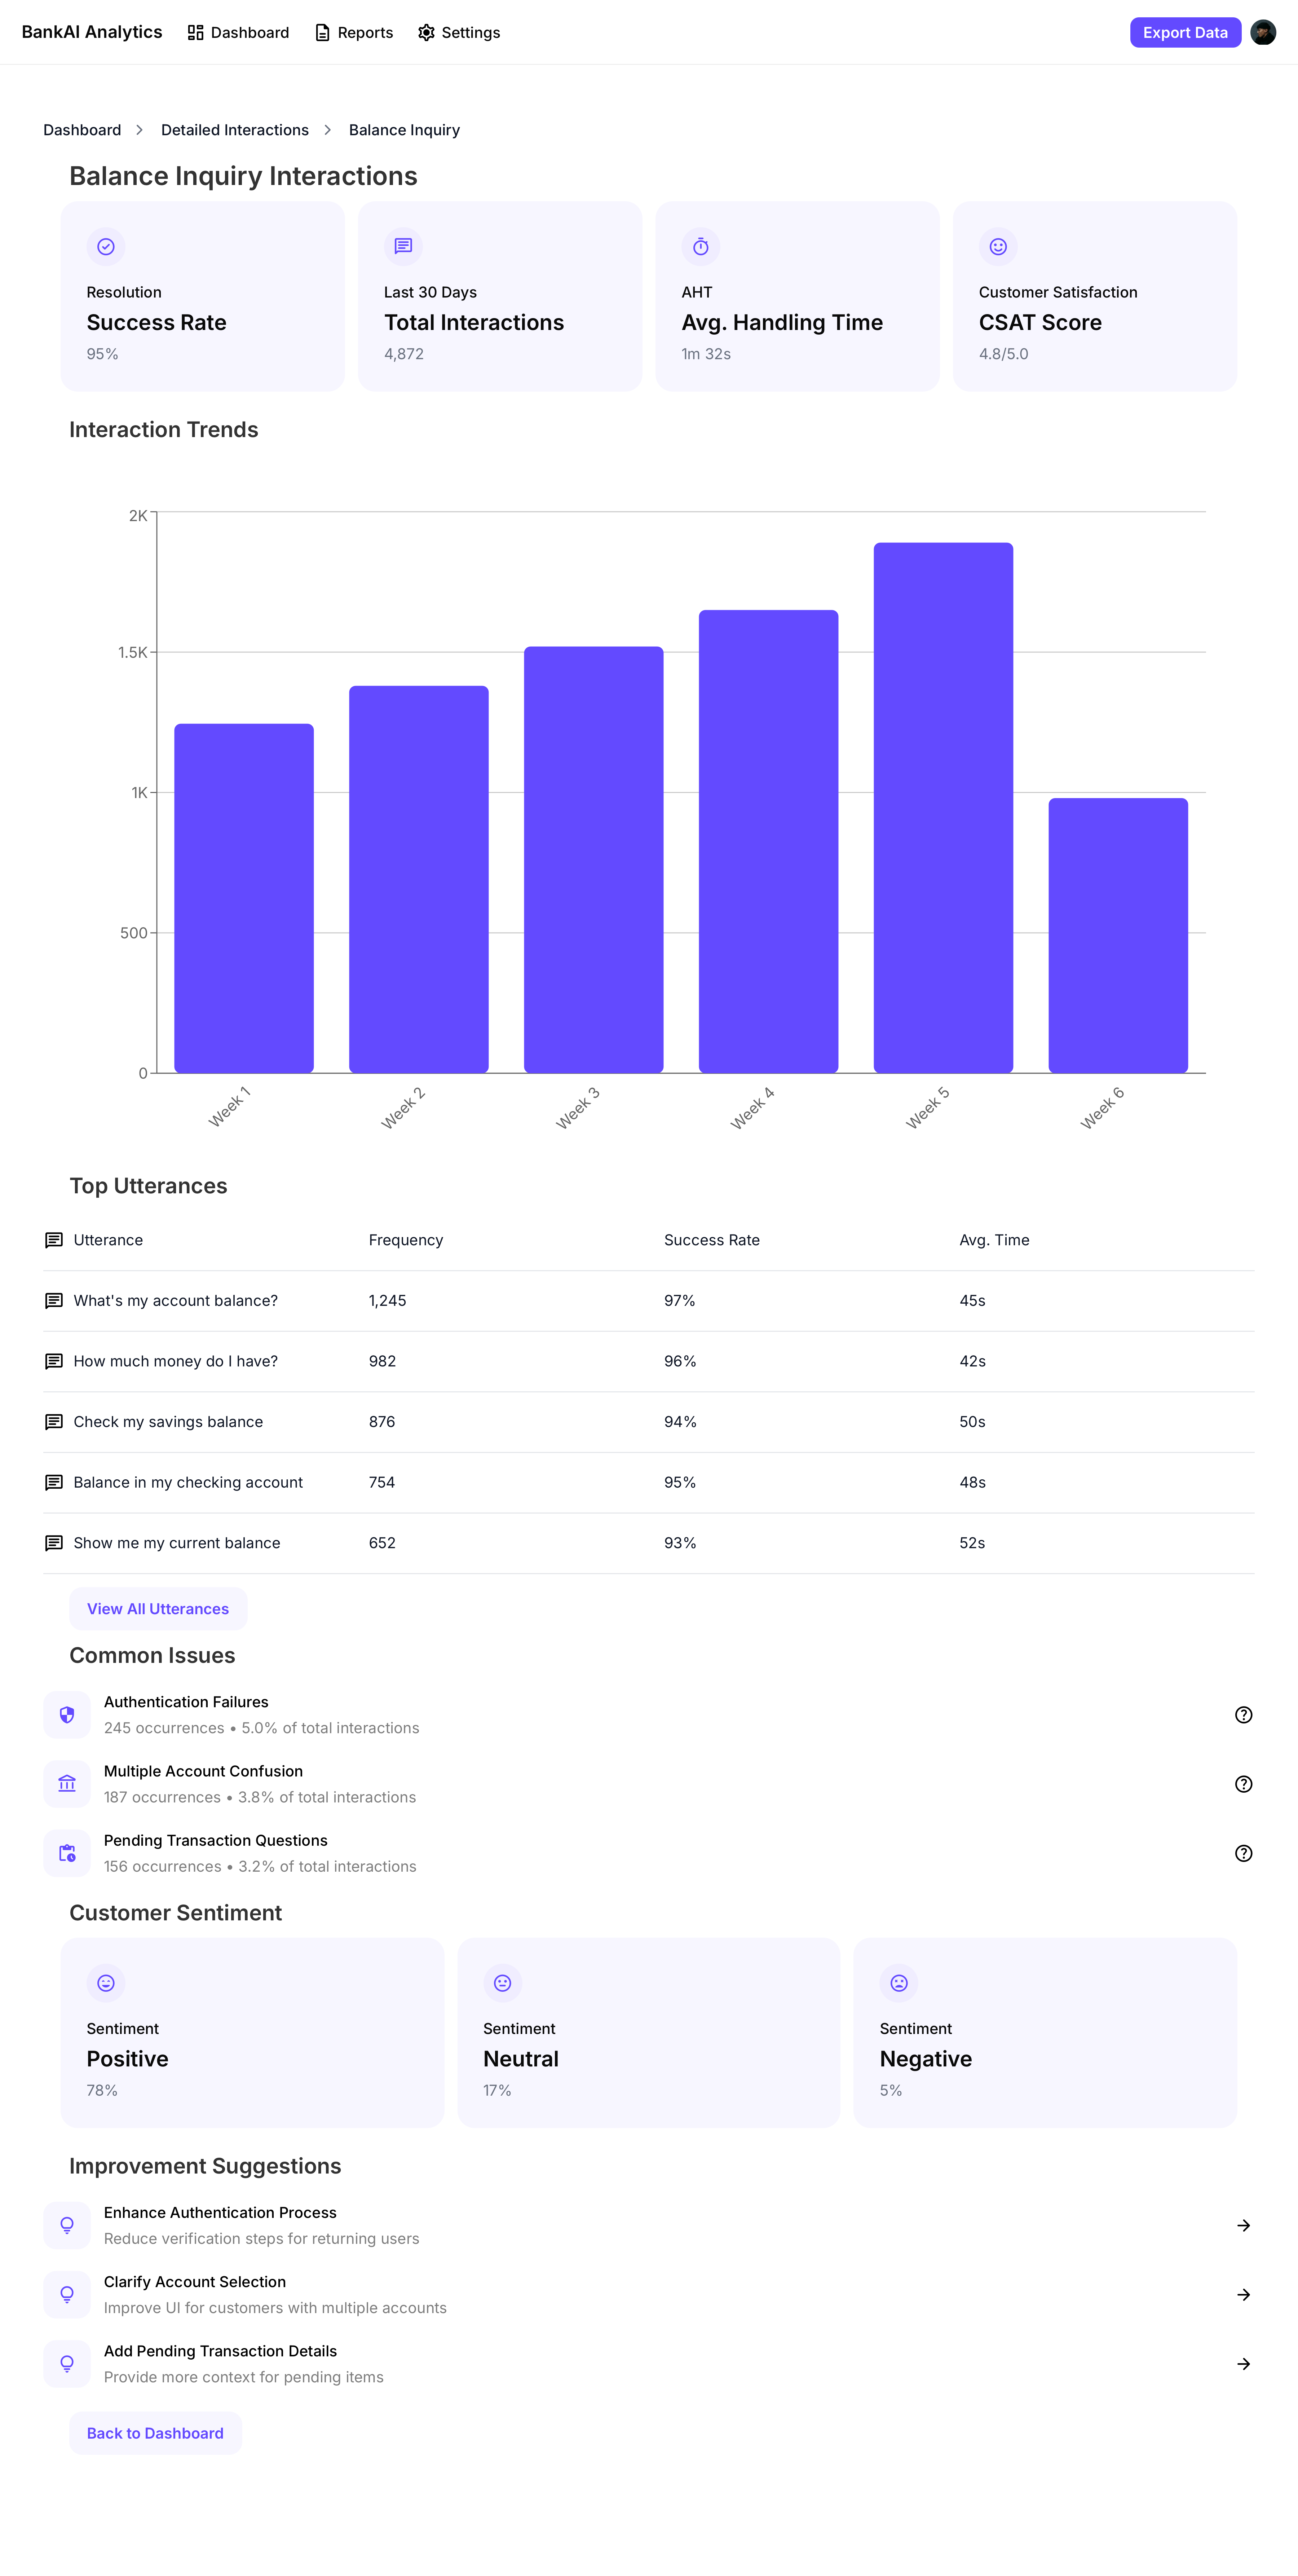 BankAI Analytics Dashboard Reports Settings Export Data
Dashboard > Detailed Interactions > Balance Inquiry
Balance Inquiry Interactions
Resolution
Success Rate
95%
Last 30 Days
Total Interactions
4,872
AHT
Avg. Handling Time
1m 32s
Customer Satisfaction
CSAT Score
4.8/5.0
Interaction Trends
2K
1.5K
1K
500
0
Week 1 Week 2 Week 3 Week 4 Week 5 Week 6
Top Utterances
Utterance Frequency Success Rate Avg. Time
What's my account balance? 1,245 97% 45s
How much money do I have? 982 96% 42s
Check my savings balance 876 94% 50s
Balance in my checking account 754 95% 48s
Show me my current balance 652 93% 52s
View All Utterances
Common Issues
Authentication Failures
245 occurrences • 5.0% of total interactions
Multiple Account Confusion
187 occurrences • 3.8% of total interactions
Pending Transaction Questions
156 occurrences • 3.2% of total interactions
Customer Sentiment
Sentiment
Positive
78%
Sentiment
Neutral
17%
Sentiment
Negative
5%
Improvement Suggestions
Enhance Authentication Process
Reduce verification steps for returning users
Clarify Account Selection
Improve UI for customers with multiple accounts
Add Pending Transaction Details
Provide more context for pending items
Back to Dashboard